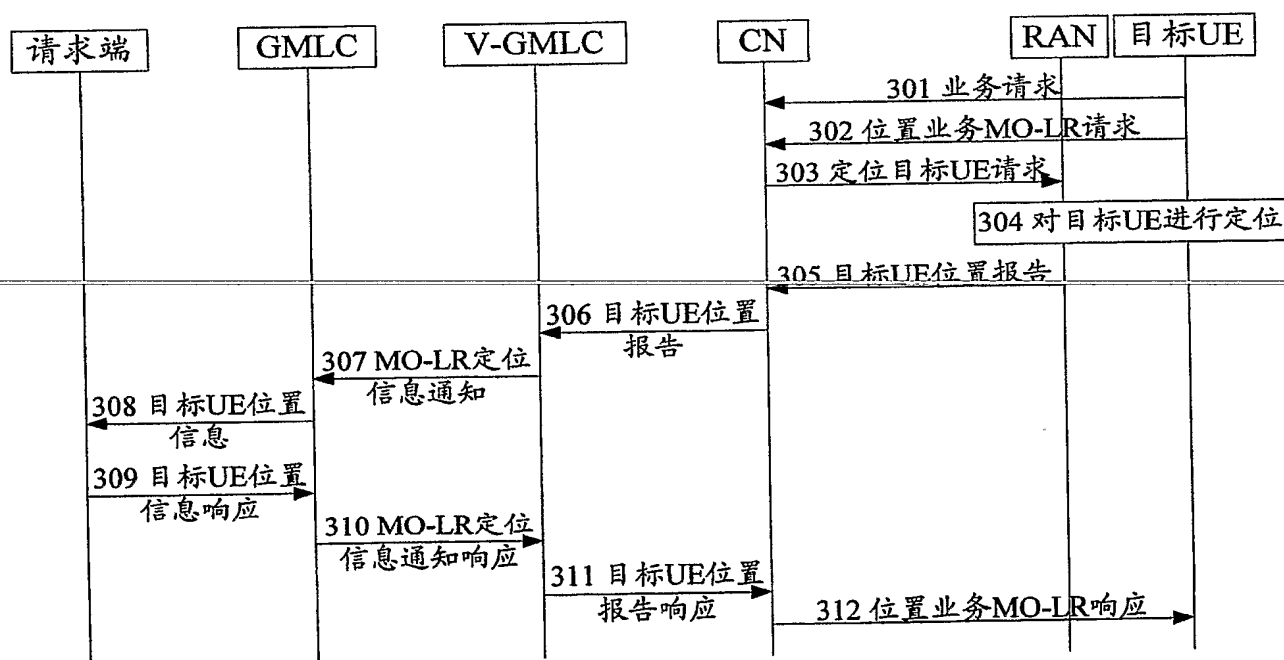 请求端
GMLC
V-GMLC
CN
RAN
目标UE
301 业务请求
302 位置业务MO-LR请求
303 定位目标UE请求
304 对目标UE进行定位
305 目标UE位置报告
306 目标UE位置
报告
307 MO-LR定位
信息通知
308 目标UE位置
信息
309 目标UE位置
信息响应
310 MO-LR定位
信息通知响应
311 目标UE位置
报告响应
312 位置业务MO-LR响应